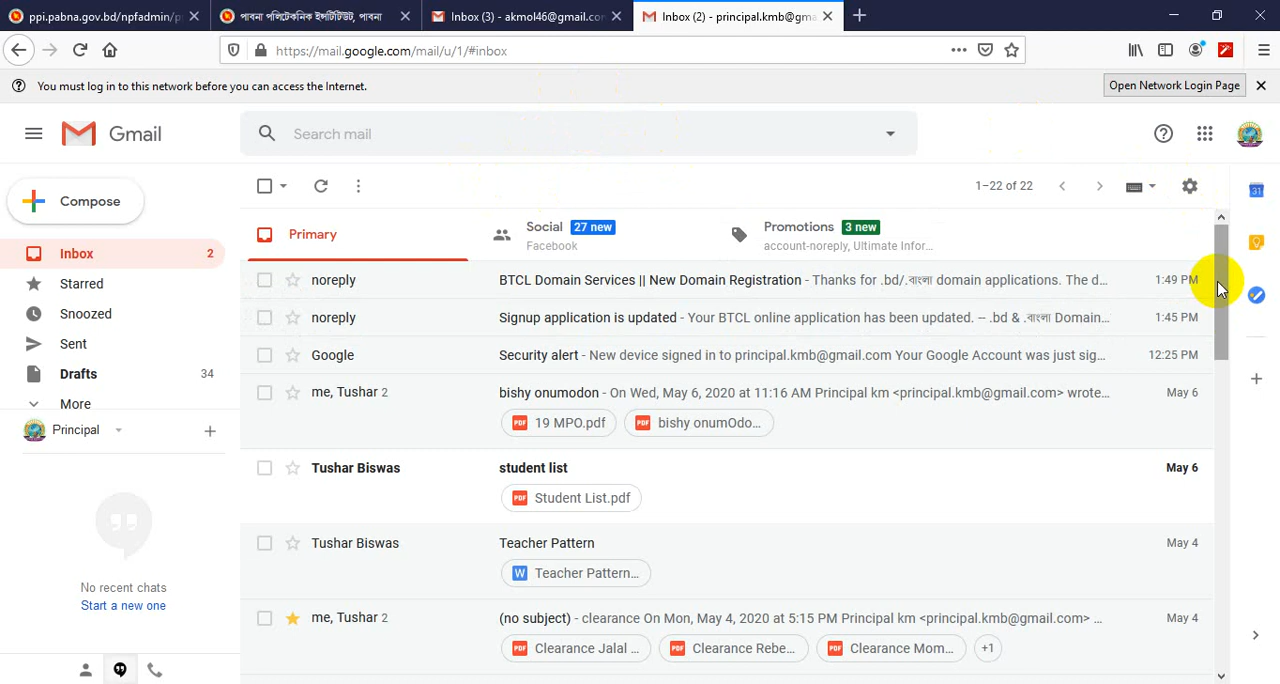 ppi.pabna.gov.bd/npfadmin/p
পাবনা পলিটেকনিক ইন্সটিটিউট, পাবনা
Inbox (3) - akmol46@gmail.co
Inbox (2) - principal.kmb@gma
https://mail.google.com/mail/u/1/#inbox
You must log in to this network before you can access the Internet.
Open Network Login Page
Gmail
Search mail
Compose
1–22 of 22
Inbox 2
Starred
Snoozed
Sent
Drafts 34
More
Principal
No recent chats
Start a new one
Primary
Social 27 new
Facebook
Promotions 3 new
account-noreply, Ultimate Infor...
noreply BTCL Domain Services || New Domain Registration - Thanks for .bd/.বাংলা domain applications. The d... 1:49 PM
noreply Signup application is updated - Your BTCL online application has been updated. -- .bd & .বাংলা Domain... 1:45 PM
Google Security alert - New device signed in to principal.kmb@gmail.com Your Google Account was just sig... 12:25 PM
me, Tushar 2 bishy onumodon - On Wed, May 6, 2020 at 11:16 AM Principal km <principal.kmb@gmail.com> wrote... May 6
PDF 19 MPO.pdf PDF bishy onumOdo...
Tushar Biswas student list May 6
PDF Student List.pdf
Tushar Biswas Teacher Pattern May 4
W Teacher Pattern...
me, Tushar 2 (no subject) - clearance On Mon, May 4, 2020 at 5:15 PM Principal km <principal.kmb@gmail.com> ... May 4
PDF Clearance Jalal ... PDF Clearance Rebe... PDF Clearance Mom... +1
31